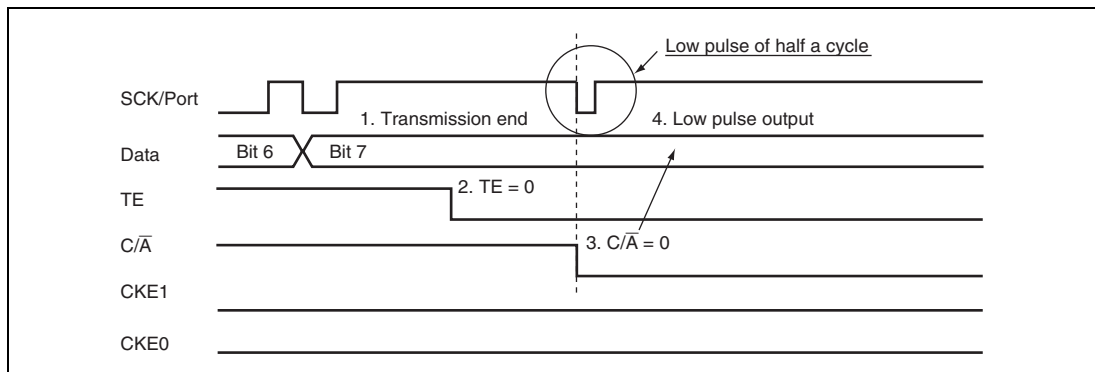 Low pulse of half a cycle
SCK/Port
1. Transmission end
4. Low pulse output
Data
Bit 6
Bit 7
TE
2. TE = 0
C/A̅
3. C/A̅ = 0
CKE1
CKE0